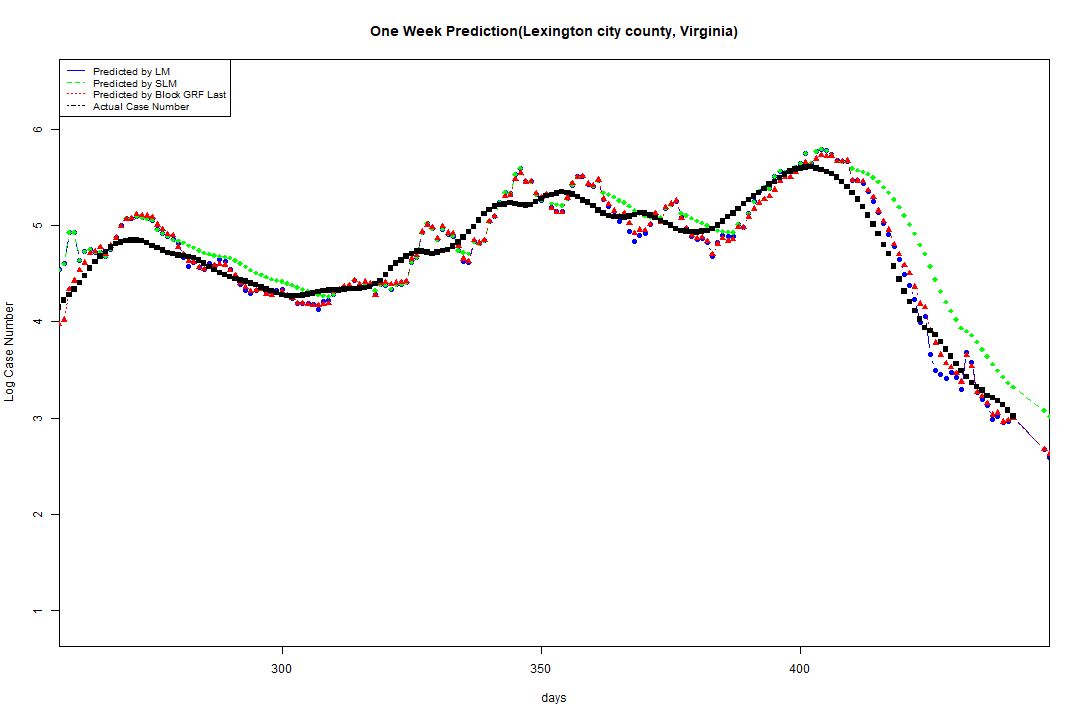 One Week Prediction(Lexington city county, Virginia)
Predicted by LM
Predicted by SLM
Predicted by Block GRF Last
Actual Case Number
6
5
4
3
2
1
Log Case Number
300
350
400
days